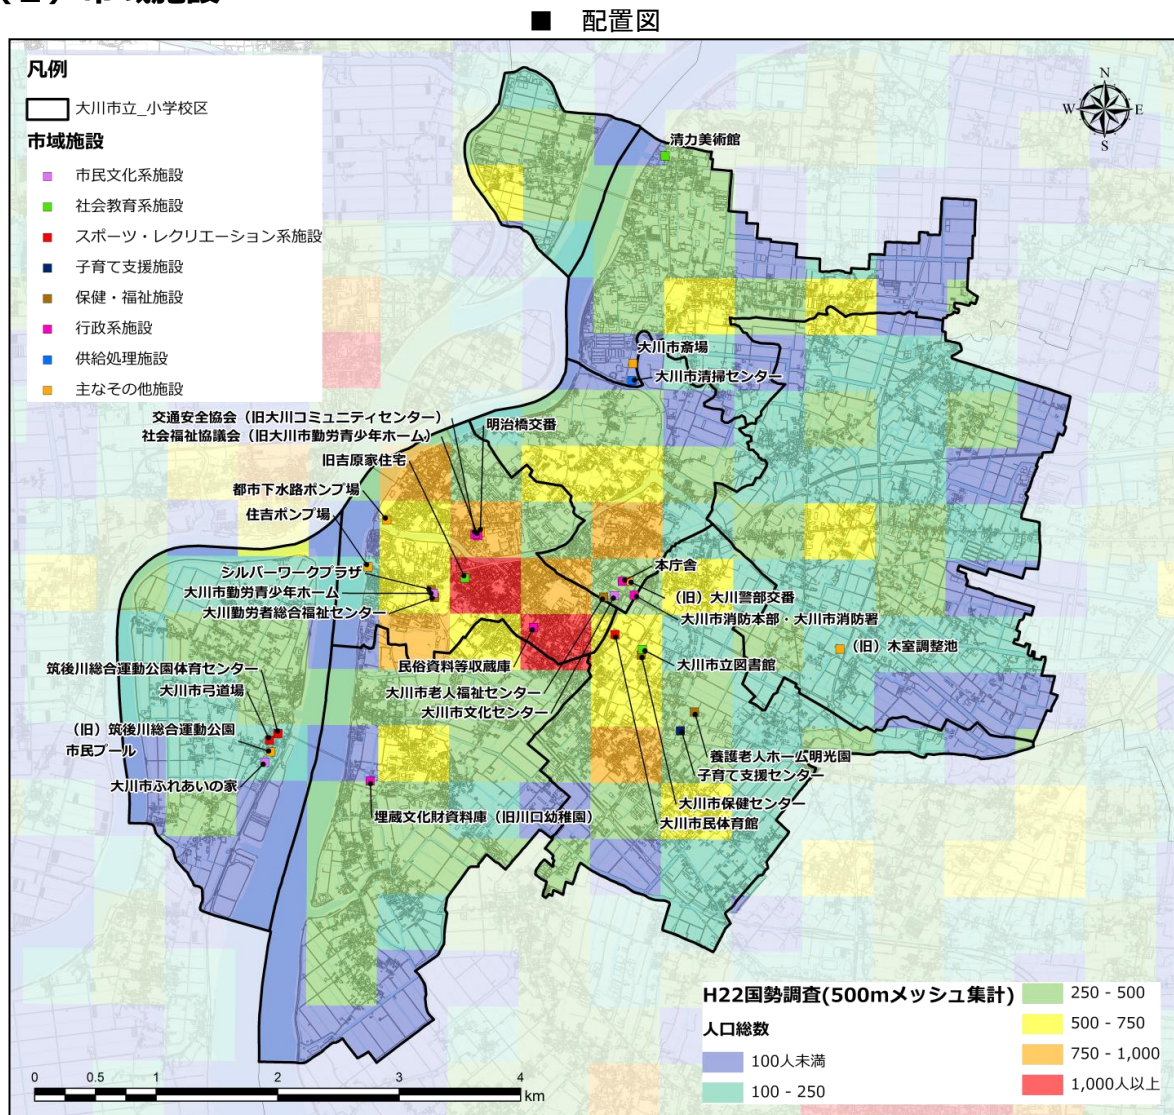 ■ 配置図
凡例
大川市立_小学校区
市域施設
市民文化系施設
社会教育系施設
スポーツ・レクリエーション系施設
子育て支援施設
保健・福祉施設
行政系施設
供給処理施設
主なその他施設
N
W
E
S
清力美術館
大川市斎場
大川市清掃センター
交通安全協会（旧大川コミュニティセンター）
社会福祉協議会（旧大川市勤労青少年ホーム）
明治橋交番
旧吉原家住宅
都市下水路ポンプ場
住吉ポンプ場
シルバーワークプラザ
大川市勤労青少年ホーム
大川勤労者総合福祉センター
本庁舎
（旧）大川警部交番
大川市消防本部・大川市消防署
（旧）木室調整池
大川市立図書館
民俗資料等収蔵庫
大川市老人福祉センター
大川市文化センター
筑後川総合運動公園体育センター
大川市弓道場
（旧）筑後川総合運動公園
市民プール
大川市ふれあいの家
養護老人ホーム明光園
子育て支援センター
大川市保健センター
大川市民体育館
埋蔵文化財資料庫（旧川口幼稚園）
H22国勢調査(500mメッシュ集計)
人口総数
100人未満
100 - 250
250 - 500
500 - 750
750 - 1,000
1,000人以上
0 0.5 1 2 3 4
km